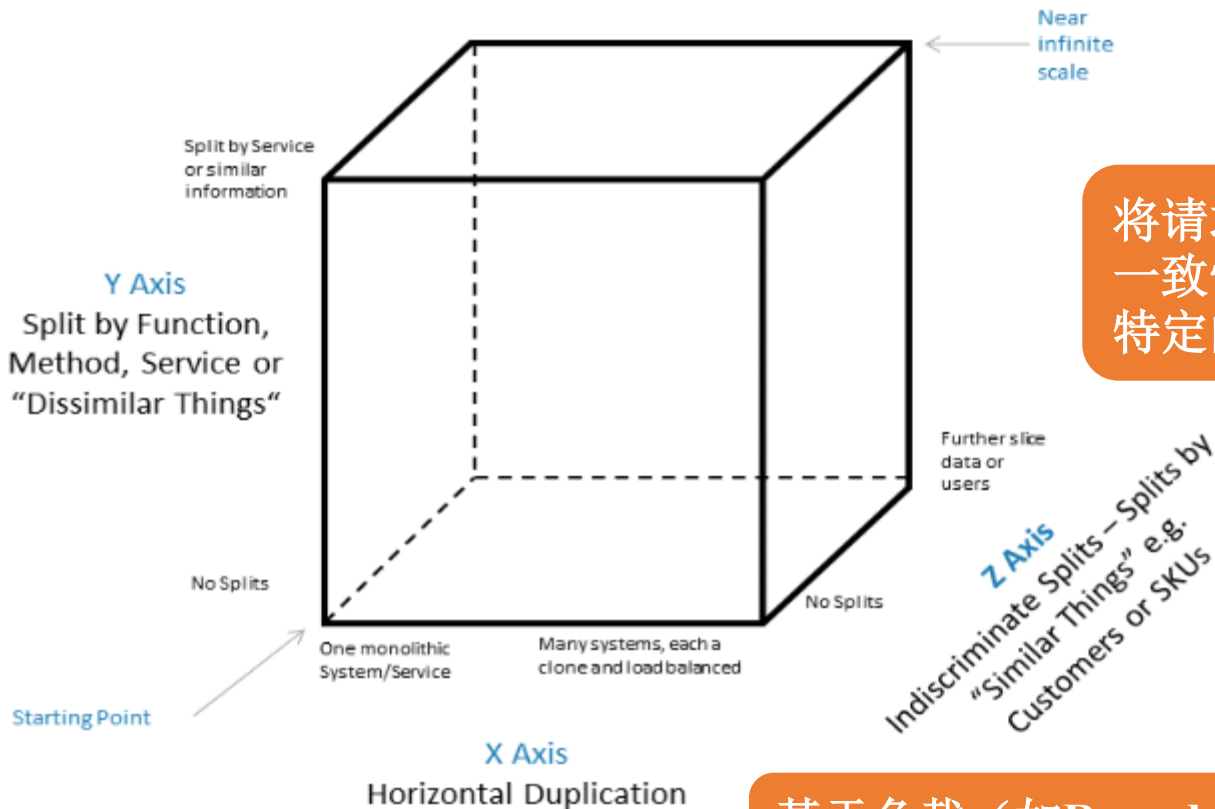 Near
infinite
scale
Split by Service
or similar
information
将请
一致
特定
Y Axis
Split by Function,
Method, Service or
“Dissimilar Things“
Further slice
data or
users
Z Axis
Indiscriminate Splits – Splits by
“Similar Things” e.g.
Customers or SKUs
No Splits
No Splits
One monolithic
System/Service
Many systems, each a
clone and load balanced
Starting Point
X Axis
Horizontal Duplication